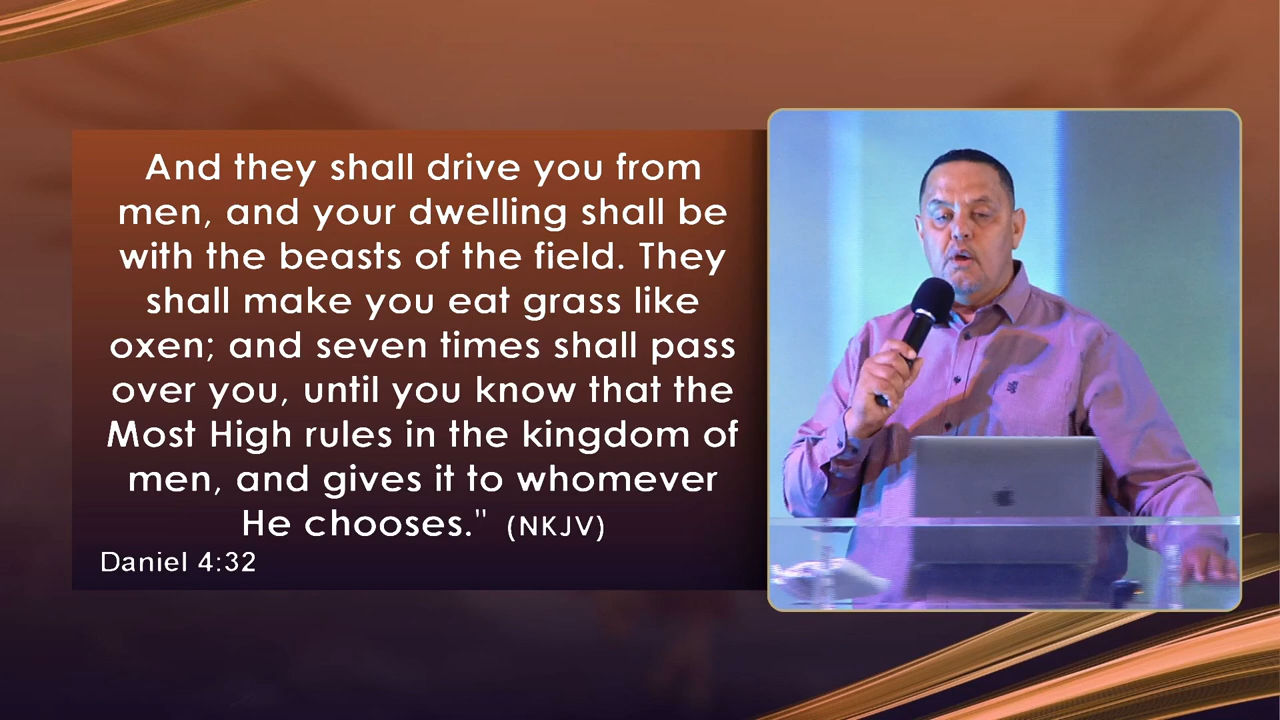 And they shall drive you from
men, and your dwelling shall be
with the beasts of the field. They
shall make you eat grass like
oxen; and seven times shall pass
over you, until you know that the
Most High rules in the kingdom of
men, and gives it to whomever
He chooses." (NKJV)
Daniel 4:32